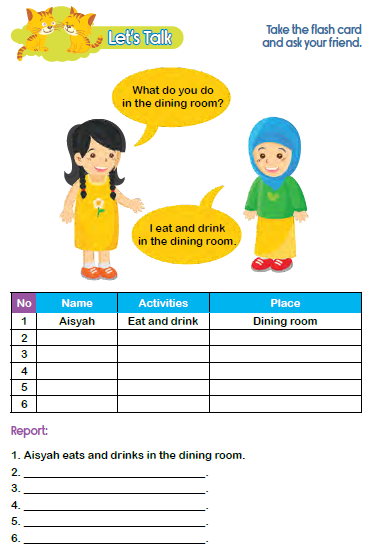 Let's Talk
Take the flash card
and ask your friend.
What do you do
in the dining room?
I eat and drink
in the dining room.
No Name Activities Place
1 Aisyah Eat and drink Dining room
2
3
4
5
6
Report:
1. Aisyah eats and drinks in the dining room.
2. ______________________________.
3. ______________________________.
4. ______________________________.
5. ______________________________.
6. ______________________________.